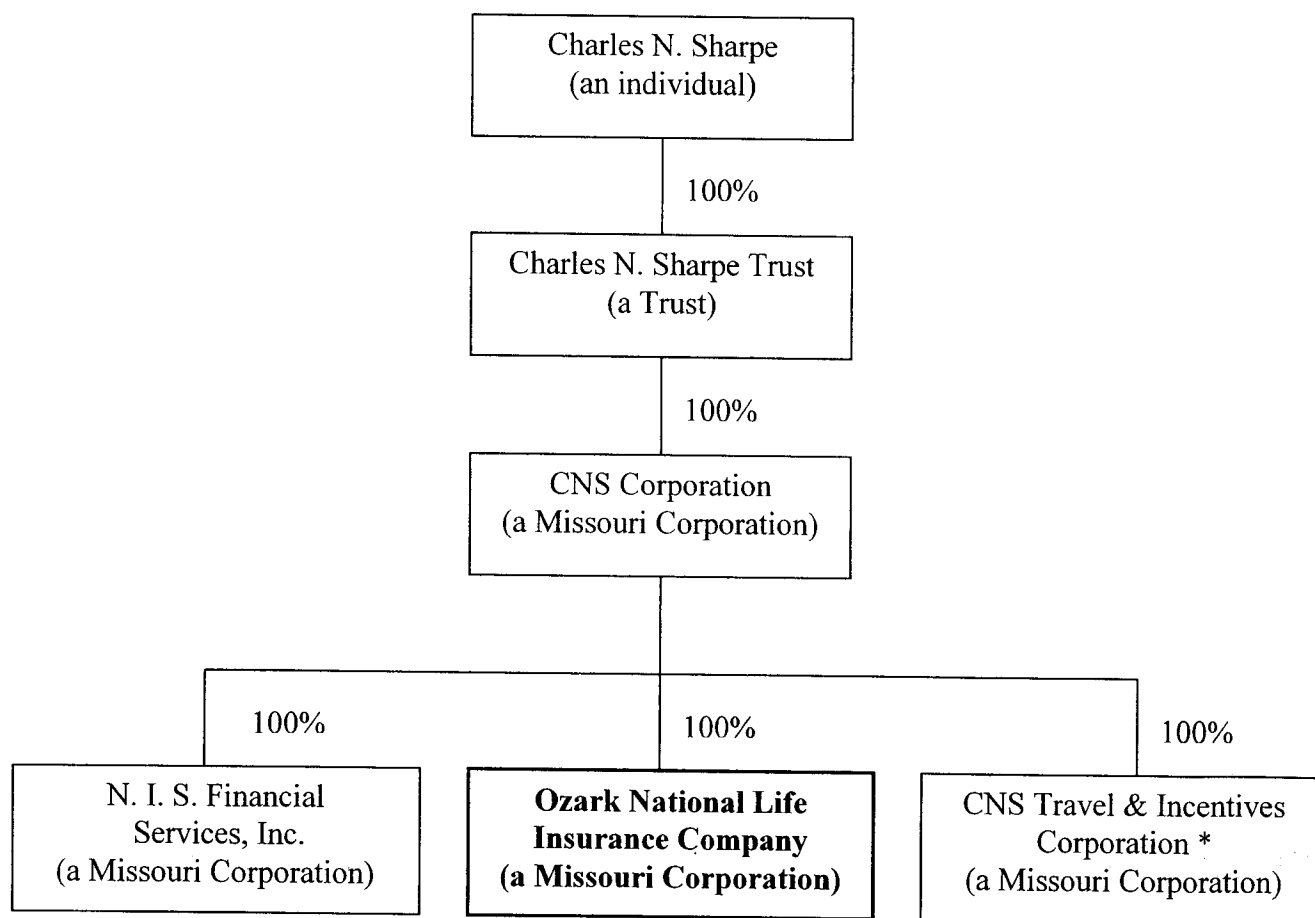 Charles N. Sharpe
(an individual)
100%
Charles N. Sharpe Trust
(a Trust)
100%
CNS Corporation
(a Missouri Corporation)
100%
100%
100%
N. I. S. Financial
Services, Inc.
(a Missouri Corporation)
Ozark National Life
Insurance Company
(a Missouri Corporation)
CNS Travel & Incentives
Corporation *
(a Missouri Corporation)